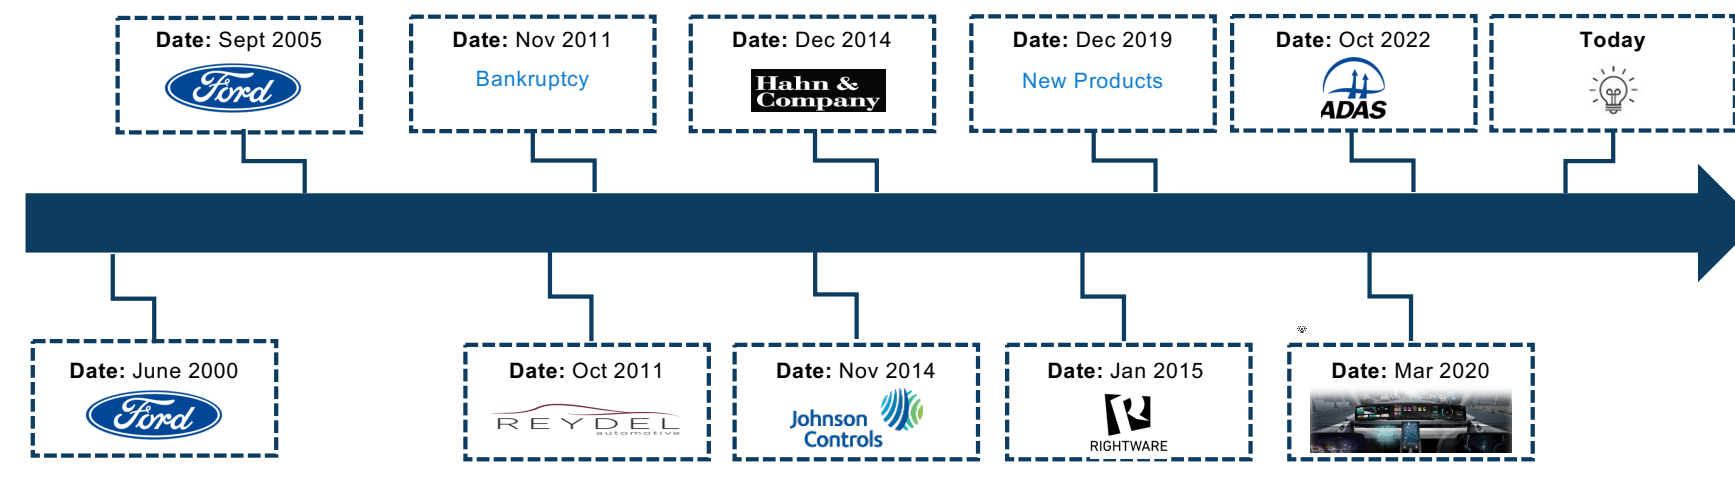 Date: Sept 2005
Ford
Date: Nov 2011
Bankruptcy
Date: Dec 2014
Hahn &
Company
Date: Dec 2019
New Products
Date: Oct 2022
ADAS
Today
Date: June 2000
Ford
Date: Oct 2011
REYDEL
automotive
Date: Nov 2014
Johnson
Controls
Date: Jan 2015
R
RIGHTWARE
Date: Mar 2020